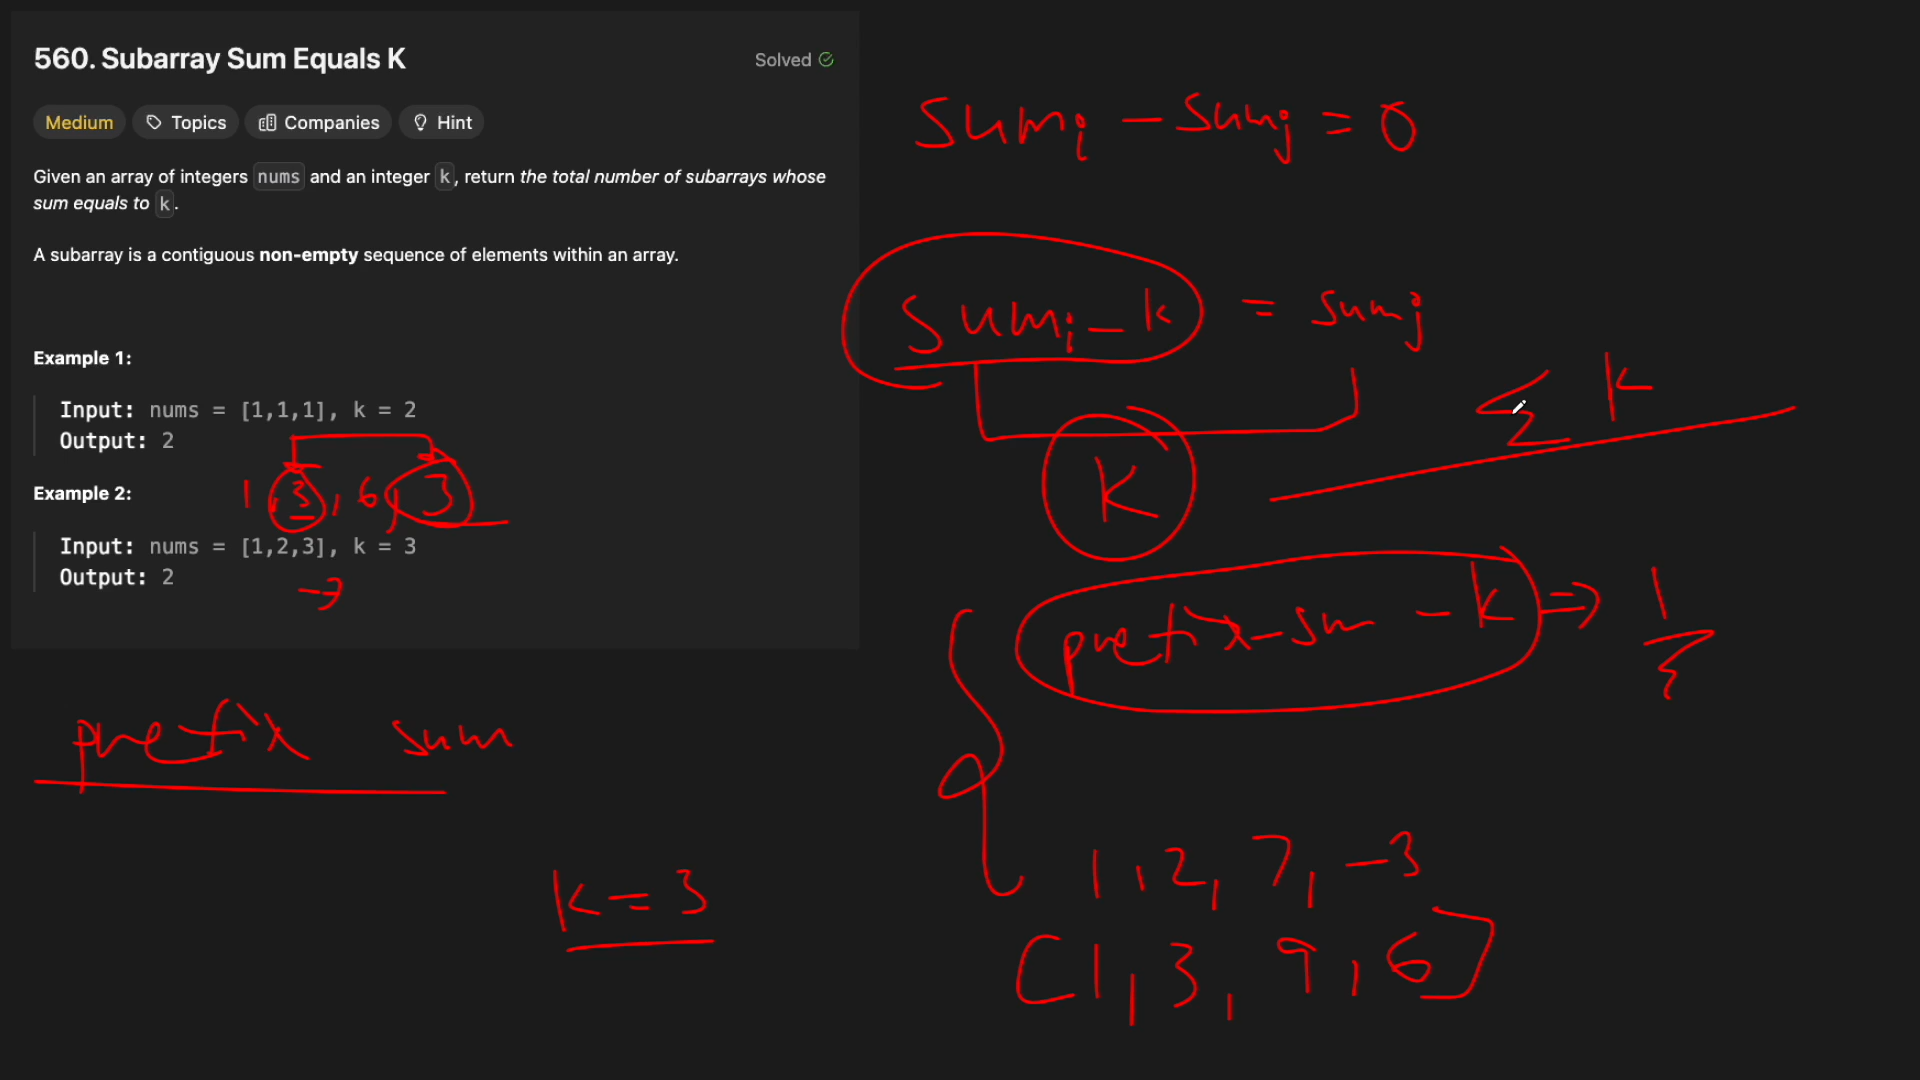 560. Subarray Sum Equals K
Solved
Medium Topics Companies Hint
Given an array of integers nums and an integer k, return the total number of subarrays whose
sum equals to k.
A subarray is a contiguous non-empty sequence of elements within an array.
Example 1:
Input: nums = [1,1,1], k = 2
Output: 2
1, 3, 6, 3
Example 2:
Input: nums = [1,2,3], k = 3
Output: 2
prefix sum
k = 3
sumi - sumj = 0
sumi - k = sumj
k
K
prefix-sum - k => 1
1, 2, 7, -3
[1, 3, 9, 6]